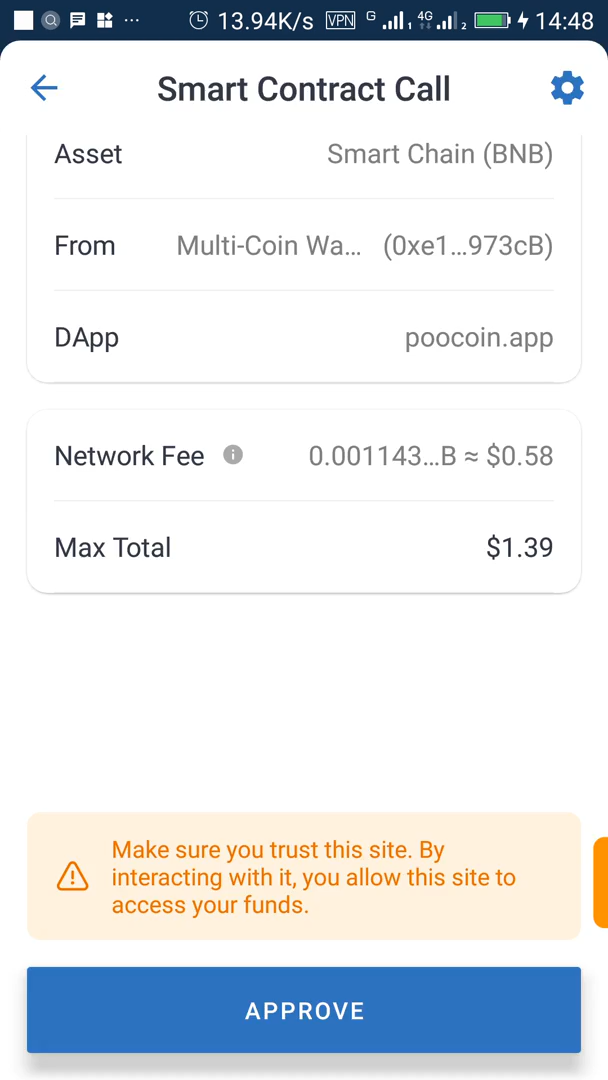 13.94K/s VPN G 1 4G 2 14:48
Smart Contract Call
Asset Smart Chain (BNB)
From Multi-Coin Wa... (0xe1...973cB)
DApp poocoin.app
Network Fee i 0.001143...B ≈ $0.58
Max Total $1.39
Make sure you trust this site. By
interacting with it, you allow this site to
access your funds.
APPROVE